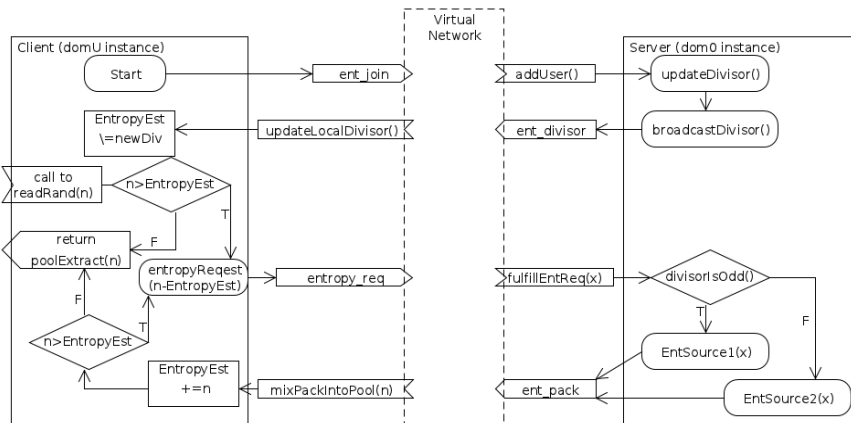 Virtual
Network
Client (domU instance)
Server (dom0 instance)
Start
ent_join
addUser()
updateDivisor()
EntropyEst
\=newDiv
updateLocalDivisor()
ent_divisor
broadcastDivisor()
call to
readRand(n)
n>EntropyEst
T
F
return
poolExtract(n)
entropyReqest
(n-EntropyEst)
entropy_req
fulfillEntReq(x)
divisorIsOdd()
F
T
n>EntropyEst
T
F
EntSource1(x)
EntropyEst
+=n
mixPackIntoPool(n)
ent_pack
EntSource2(x)